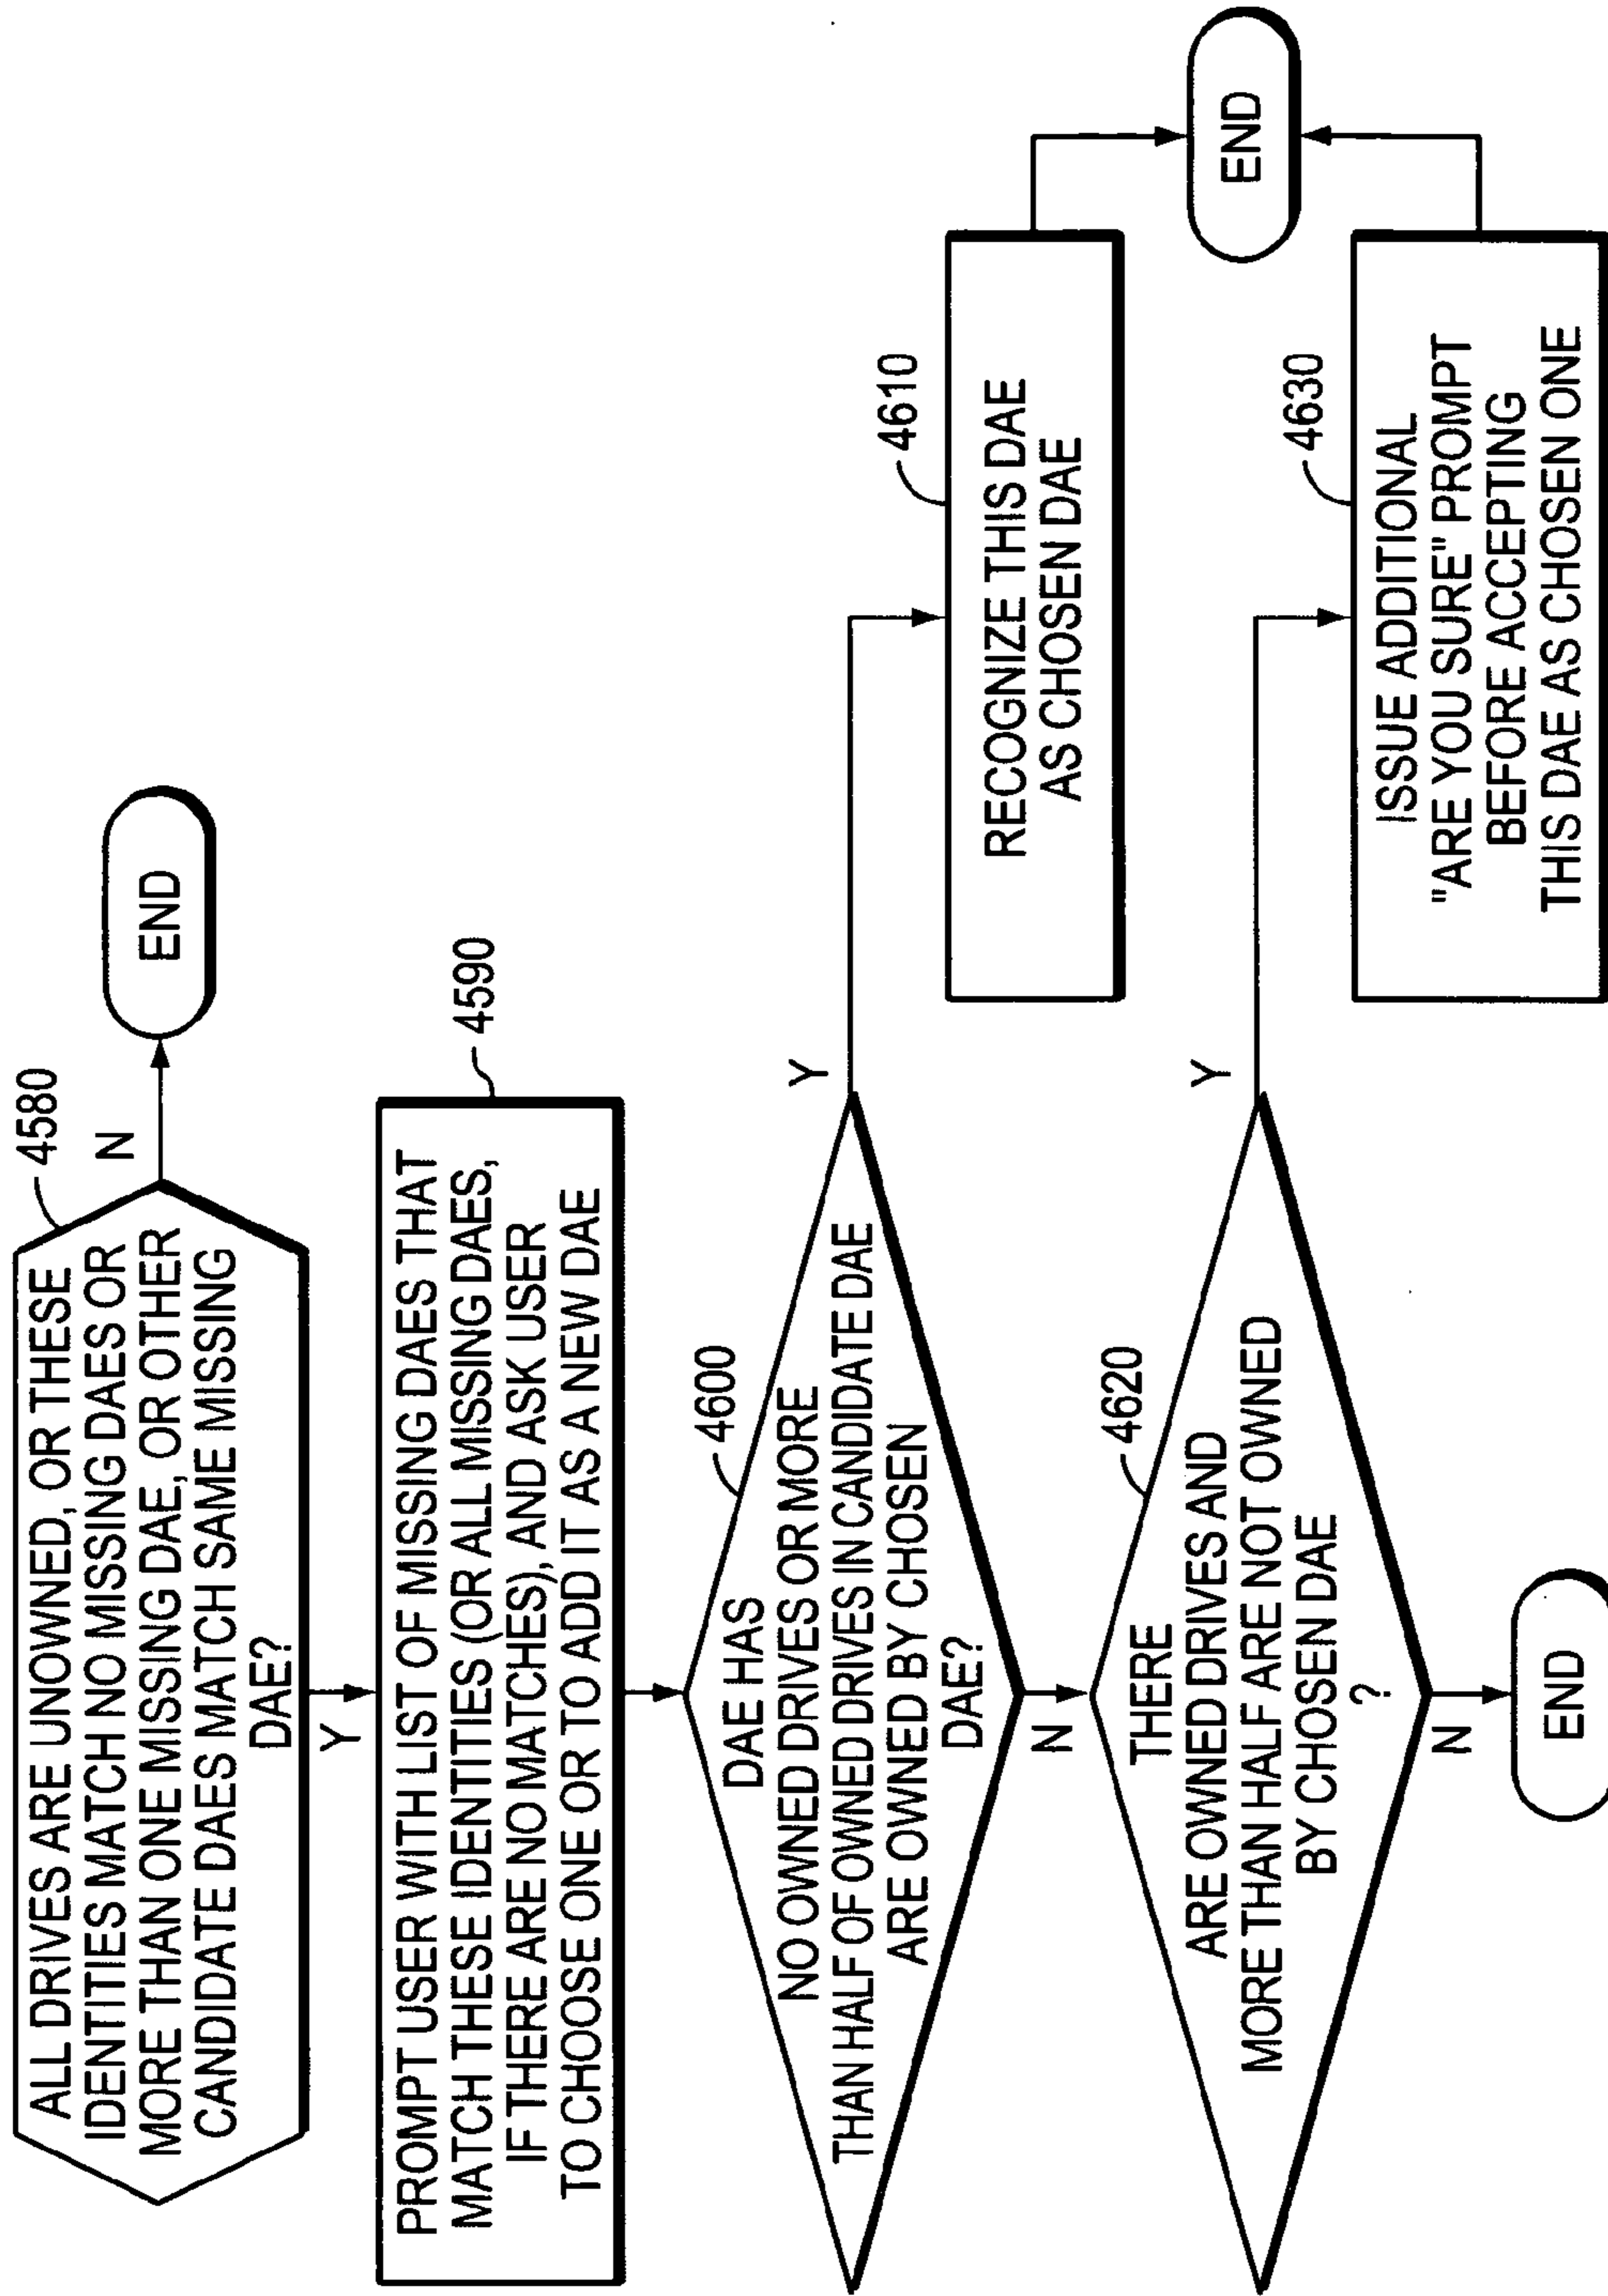 4580
ALL DRIVES ARE UNOWNED, OR THESE
IDENTITIES MATCH NO MISSING DAES OR
MORE THAN ONE MISSING DAE, OR OTHER
CANDIDATE DAES MATCH SAME MISSING
DAE?
N
END
Y
4590
PROMPT USER WITH LIST OF MISSING DAES THAT
MATCH THESE IDENTITIES (OR ALL MISSING DAES,
IF THERE ARE NO MATCHES), AND ASK USER
TO CHOOSE ONE OR TO ADD IT AS A NEW DAE
4600
DAE HAS
NO OWNED DRIVES OR MORE
THAN HALF OF OWNED DRIVES IN CANDIDATE DAE
ARE OWNED BY CHOSEN
DAE?
Y
4610
RECOGNIZE THIS DAE
AS CHOSEN DAE
END
N
4620
THERE
ARE OWNED DRIVES AND
MORE THAN HALF ARE NOT OWNED
BY CHOSEN DAE
?
Y
4630
ISSUE ADDITIONAL
"ARE YOU SURE" PROMPT
BEFORE ACCEPTING
THIS DAE AS CHOSEN ONE
N
END